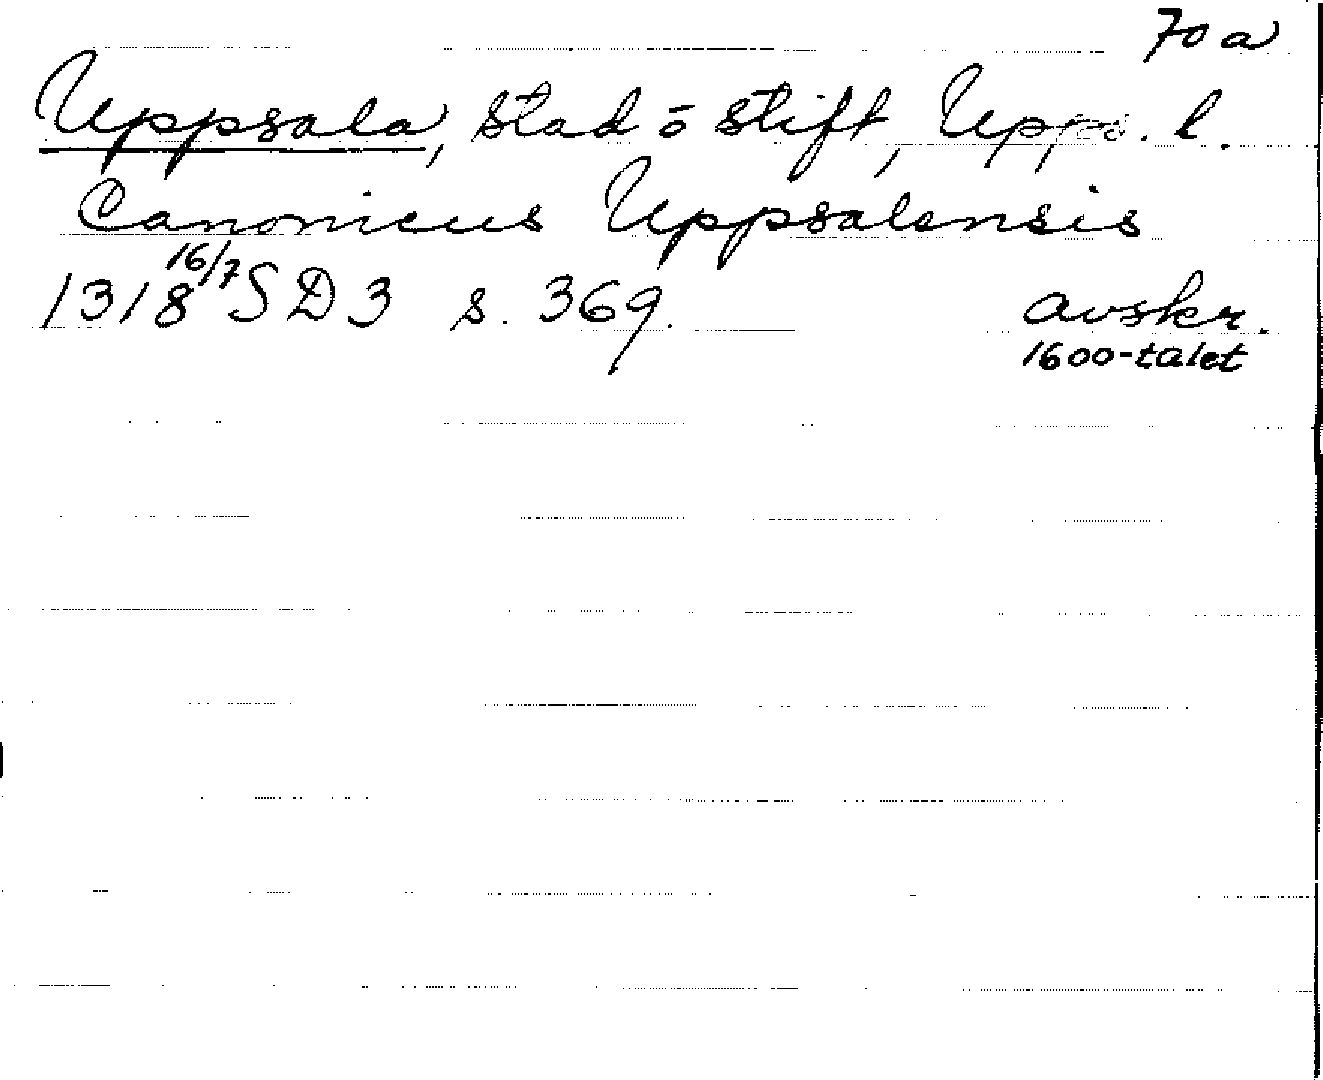 70 a
Uppsala, stad o stift, Upps. l.
Canonicus Uppsalensis
1318 16/7 SD 3 s. 369. avskr.
1600-talet